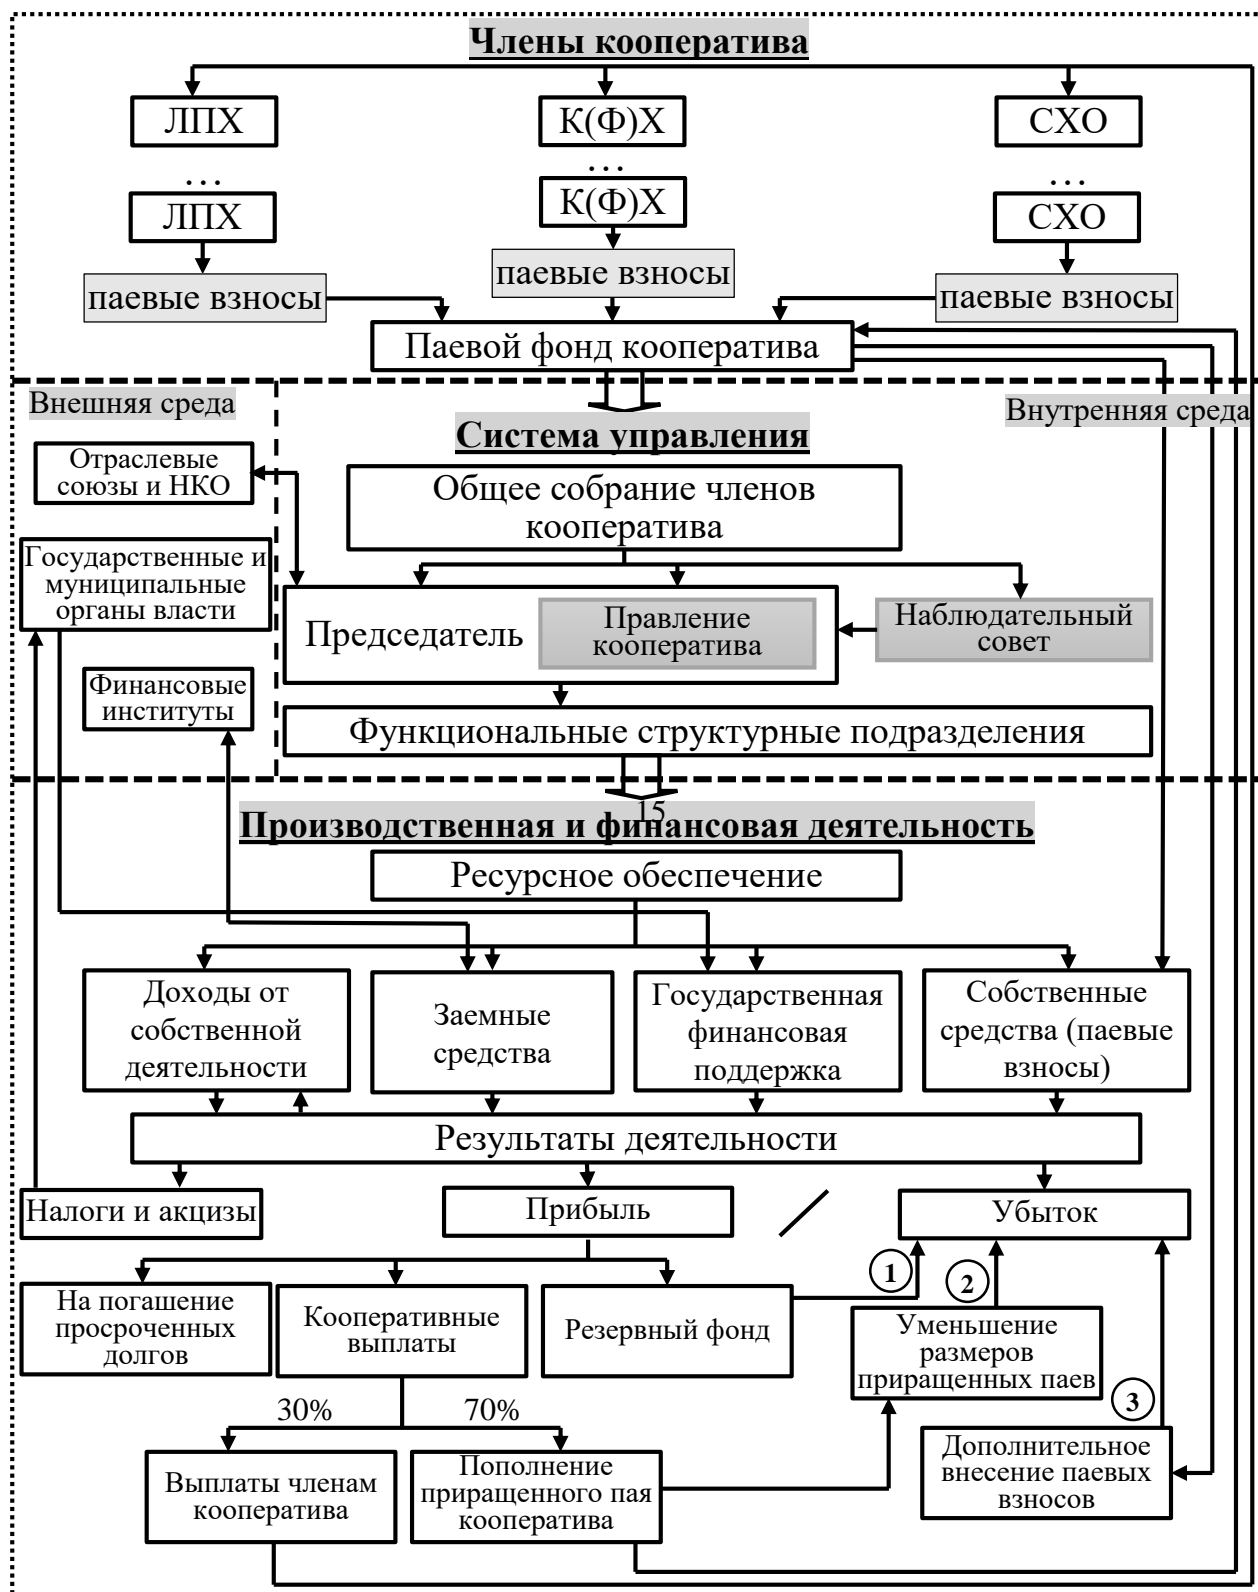 Члены кооператива
ЛПХ
К(Ф)Х
СХО
...
...
...
ЛПХ
К(Ф)Х
СХО
паевые взносы
паевые взносы
паевые взносы
Паевой фонд кооператива
Внешняя среда
Внутренняя среда
Система управления
Отраслевые
союзы и НКО
Общее собрание членов
кооператива
Государственные и
муниципальные
органы власти
Председатель
Правление
кооператива
Наблюдательный
совет
Финансовые
институты
Функциональные структурные подразделения
15
Производственная и финансовая деятельность
Ресурсное обеспечение
Доходы от
собственной
деятельности
Заемные
средства
Государственная
финансовая
поддержка
Собственные
средства (паевые
взносы)
Результаты деятельности
Налоги и акцизы
Прибыль
/
Убыток
1
2
На погашение
просроченных
долгов
Кооперативные
выплаты
Резервный фонд
Уменьшение
размеров
приращенных паев
3
30%
70%
Выплаты членам
кооператива
Пополнение
приращенного пая
кооператива
Дополнительное
внесение паевых
взносов